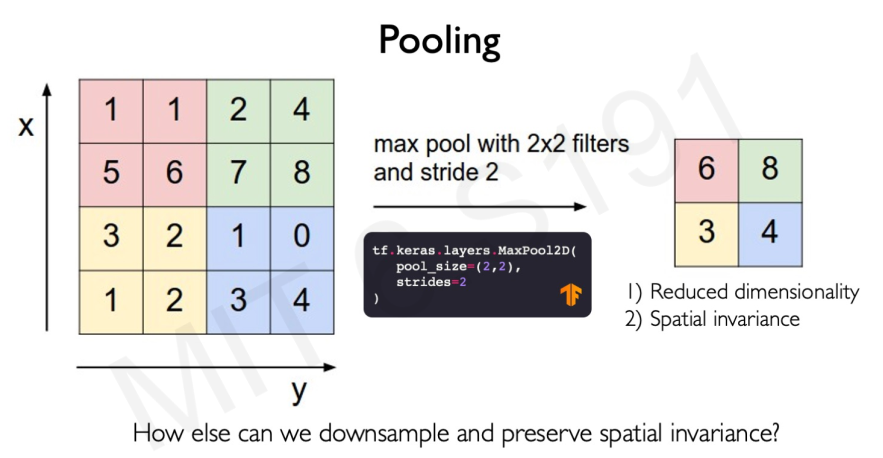 Pooling
x
1 1 2 4
5 6 7 8
3 2 1 0
1 2 3 4
y
max pool with 2x2 filters
and stride 2
tf.keras.layers.MaxPool2D(
pool_size=(2,2),
strides=2
)
6 8
3 4
1) Reduced dimensionality
2) Spatial invariance
How else can we downsample and preserve spatial invariance?
MIT 6.S191